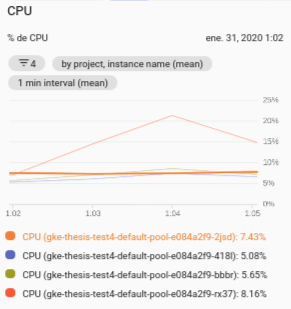 CPU
% de CPU ene. 31, 2020 1:02
4 by project, instance name (mean)
1 min interval (mean)
25%
20%
15%
10%
5%
0%
1:02 1:03 1:04 1:05
CPU (gke-thesis-test4-default-pool-e084a2f9-2jsd): 7.43%
CPU (gke-thesis-test4-default-pool-e084a2f9-418l): 5.08%
CPU (gke-thesis-test4-default-pool-e084a2f9-bbbr): 5.65%
CPU (gke-thesis-test4-default-pool-e084a2f9-rx37): 8.16%